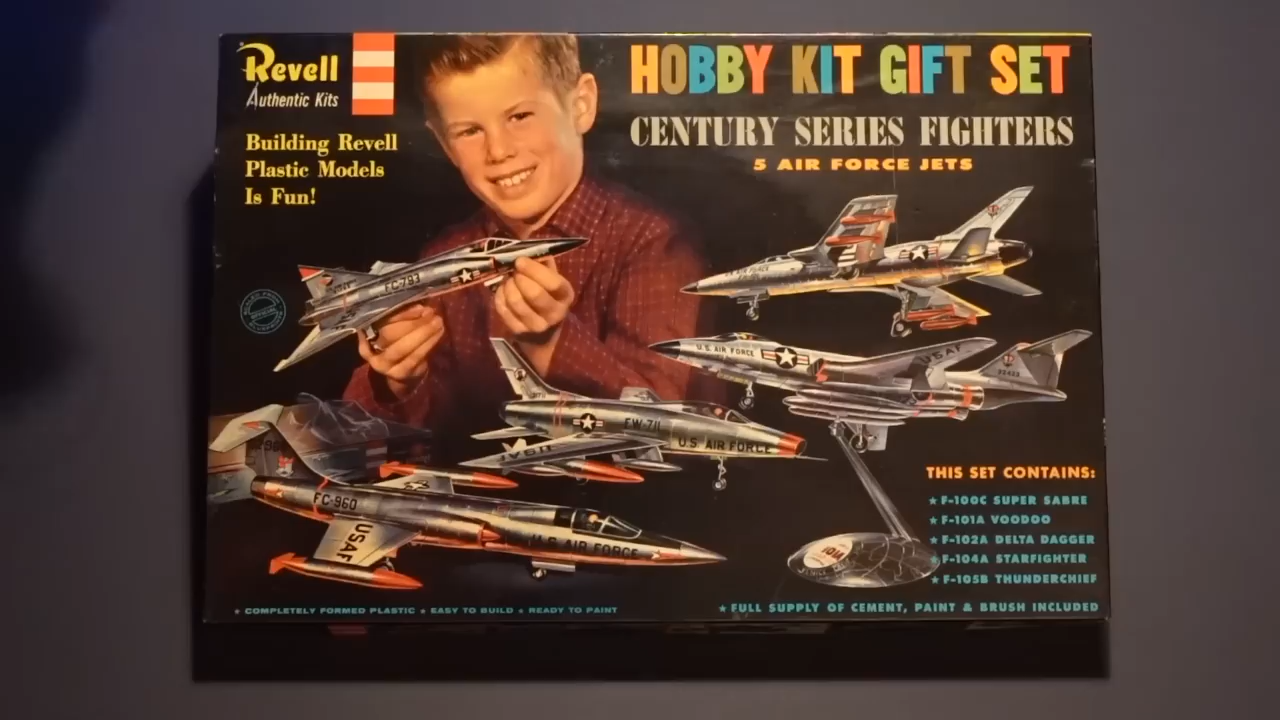 Revell
Authentic Kits
Building Revell
Plastic Models
Is Fun!
HOBBY KIT GIFT SET
CENTURY SERIES FIGHTERS
5 AIR FORCE JETS
FC-793
U.S. AIR FORCE
USAF
FW-711
U.S. AIR FORCE
USAF
FC-960
USAF
U.S. AIR FORCE
101A
THIS SET CONTAINS:
★ F-100C SUPER SABRE
★ F-101A VOODOO
★ F-102A DELTA DAGGER
★ F-104A STARFIGHTER
★ F-105B THUNDERCHIEF
★ COMPLETELY FORMED PLASTIC ★ EASY TO BUILD ★ READY TO PAINT
★ FULL SUPPLY OF CEMENT, PAINT & BRUSH INCLUDED